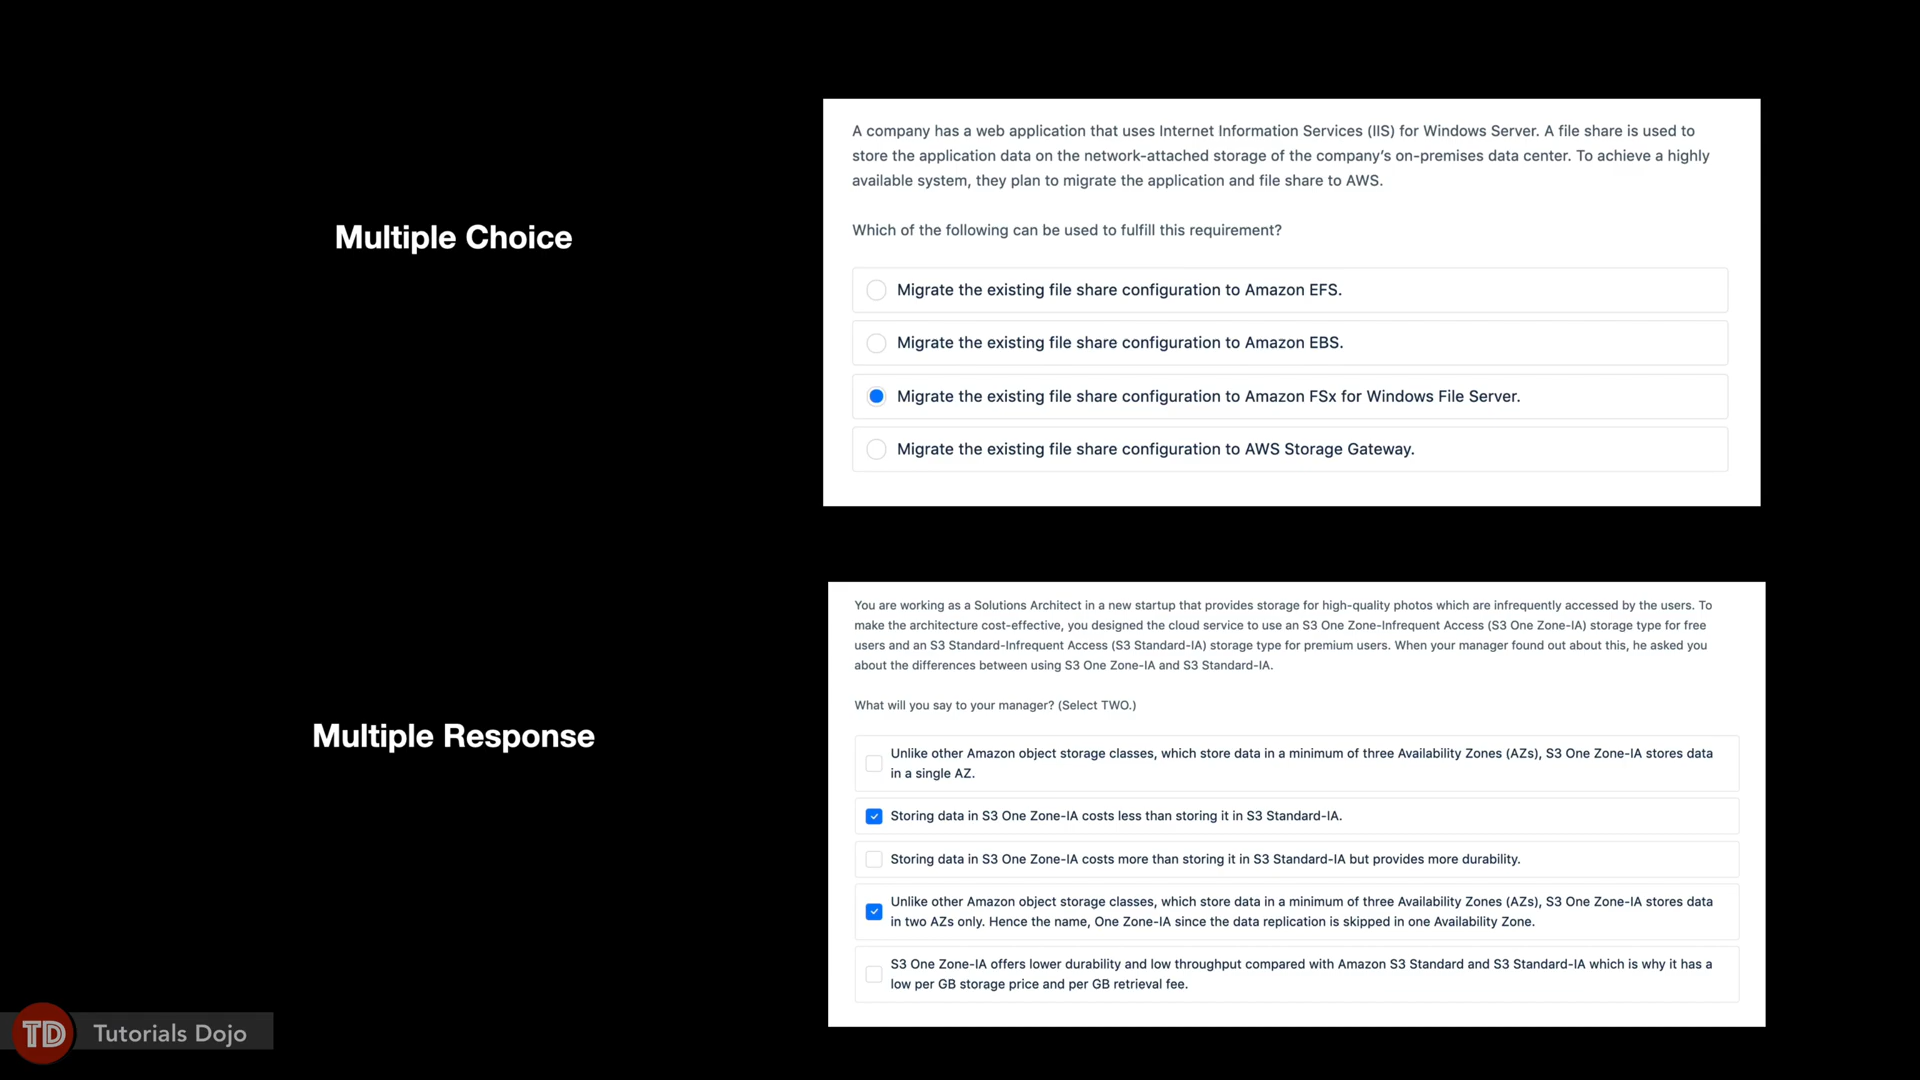 Multiple Choice
A company has a web application that uses Internet Information Services (IIS) for Windows Server. A file share is used to
store the application data on the network-attached storage of the company's on-premises data center. To achieve a highly
available system, they plan to migrate the application and file share to AWS.
Which of the following can be used to fulfill this requirement?
Migrate the existing file share configuration to Amazon EFS.
Migrate the existing file share configuration to Amazon EBS.
Migrate the existing file share configuration to Amazon FSx for Windows File Server.
Migrate the existing file share configuration to AWS Storage Gateway.
Multiple Response
You are working as a Solutions Architect in a new startup that provides storage for high-quality photos which are infrequently accessed by the users. To
make the architecture cost-effective, you designed the cloud service to use an S3 One Zone-Infrequent Access (S3 One Zone-IA) storage type for free
users and an S3 Standard-Infrequent Access (S3 Standard-IA) storage type for premium users. When your manager found out about this, he asked you
about the differences between using S3 One Zone-IA and S3 Standard-IA.
What will you say to your manager? (Select TWO.)
Unlike other Amazon object storage classes, which store data in a minimum of three Availability Zones (AZs), S3 One Zone-IA stores data
in a single AZ.
Storing data in S3 One Zone-IA costs less than storing it in S3 Standard-IA.
Storing data in S3 One Zone-IA costs more than storing it in S3 Standard-IA but provides more durability.
Unlike other Amazon object storage classes, which store data in a minimum of three Availability Zones (AZs), S3 One Zone-IA stores data
in two AZs only. Hence the name, One Zone-IA since the data replication is skipped in one Availability Zone.
S3 One Zone-IA offers lower durability and low throughput compared with Amazon S3 Standard and S3 Standard-IA which is why it has a
low per GB storage price and per GB retrieval fee.
TD Tutorials Dojo